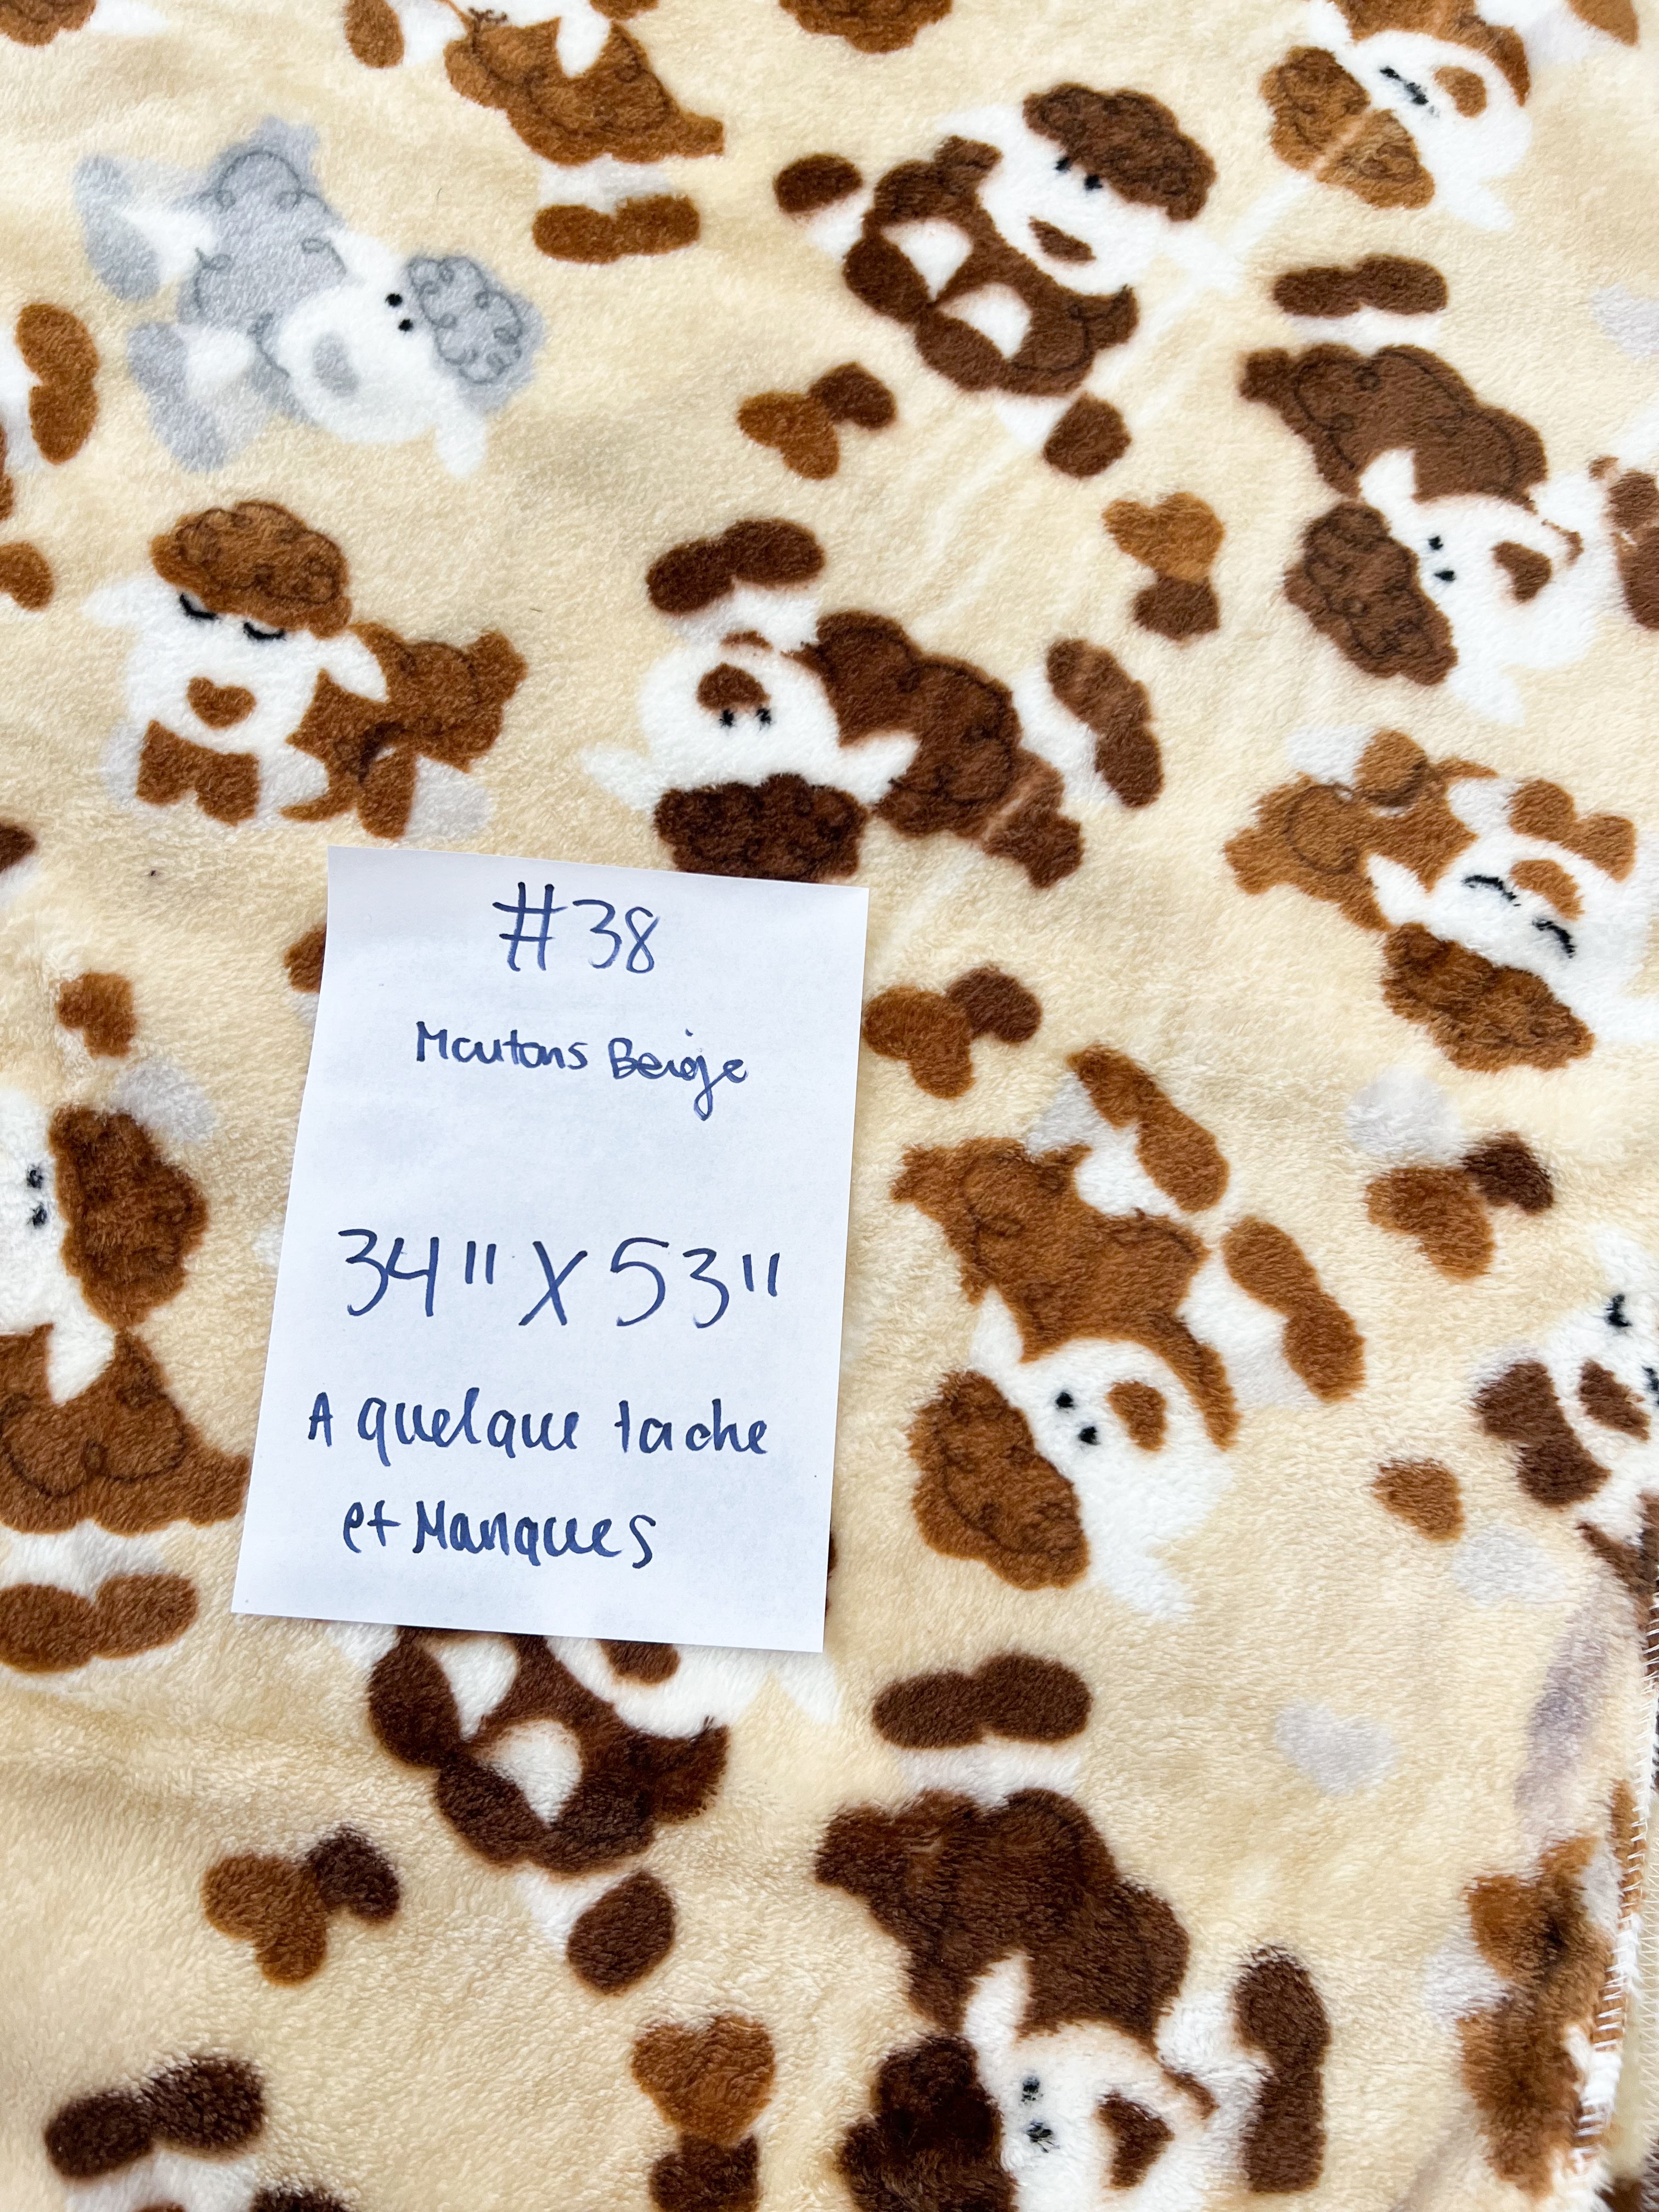 #38
Moutons Beige
34" X 53"
A quelque tache
et Manques